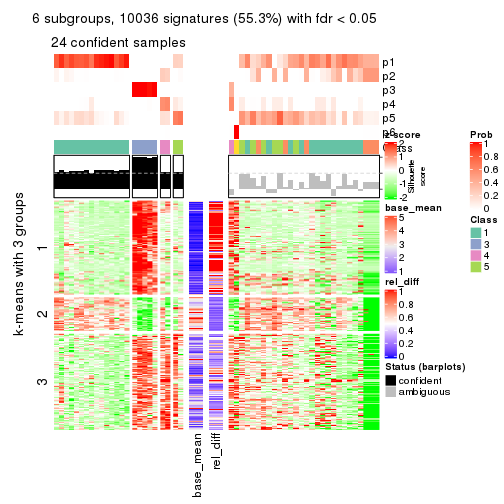 6 subgroups, 10036 signatures (55.3%) with fdr < 0.05
24 confident samples
p1
p2
p3
p4
p5
p6
Class
Silhouette
score
k-means with 3 groups
1
2
3
base_mean
rel_diff
z-score
2
1
0
-1
-2
base_mean
5
4
3
2
1
rel_diff
1
0.8
0.6
0.4
0.2
0
Status (barplots)
confident
ambiguous
Prob
1
0.8
0.6
0.4
0.2
0
Class
1
3
4
5